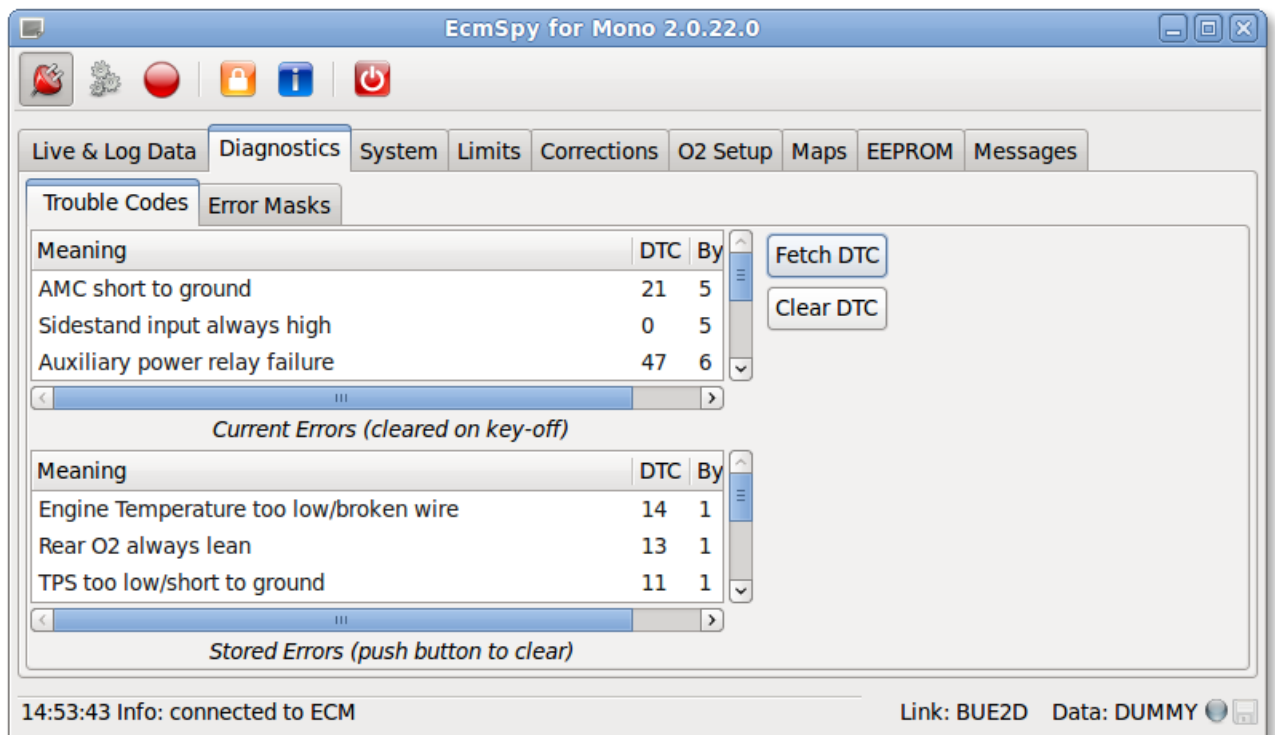 EcmSpy for Mono 2.0.22.0
Live & Log Data Diagnostics System Limits Corrections O2 Setup Maps EEPROM Messages
Trouble Codes Error Masks
Meaning DTC By
AMC short to ground 21 5
Sidestand input always high 0 5
Auxiliary power relay failure 47 6
Current Errors (cleared on key-off)
Fetch DTC
Clear DTC
Meaning DTC By
Engine Temperature too low/broken wire 14 1
Rear O2 always lean 13 1
TPS too low/short to ground 11 1
Stored Errors (push button to clear)
14:53:43 Info: connected to ECM Link: BUE2D Data: DUMMY